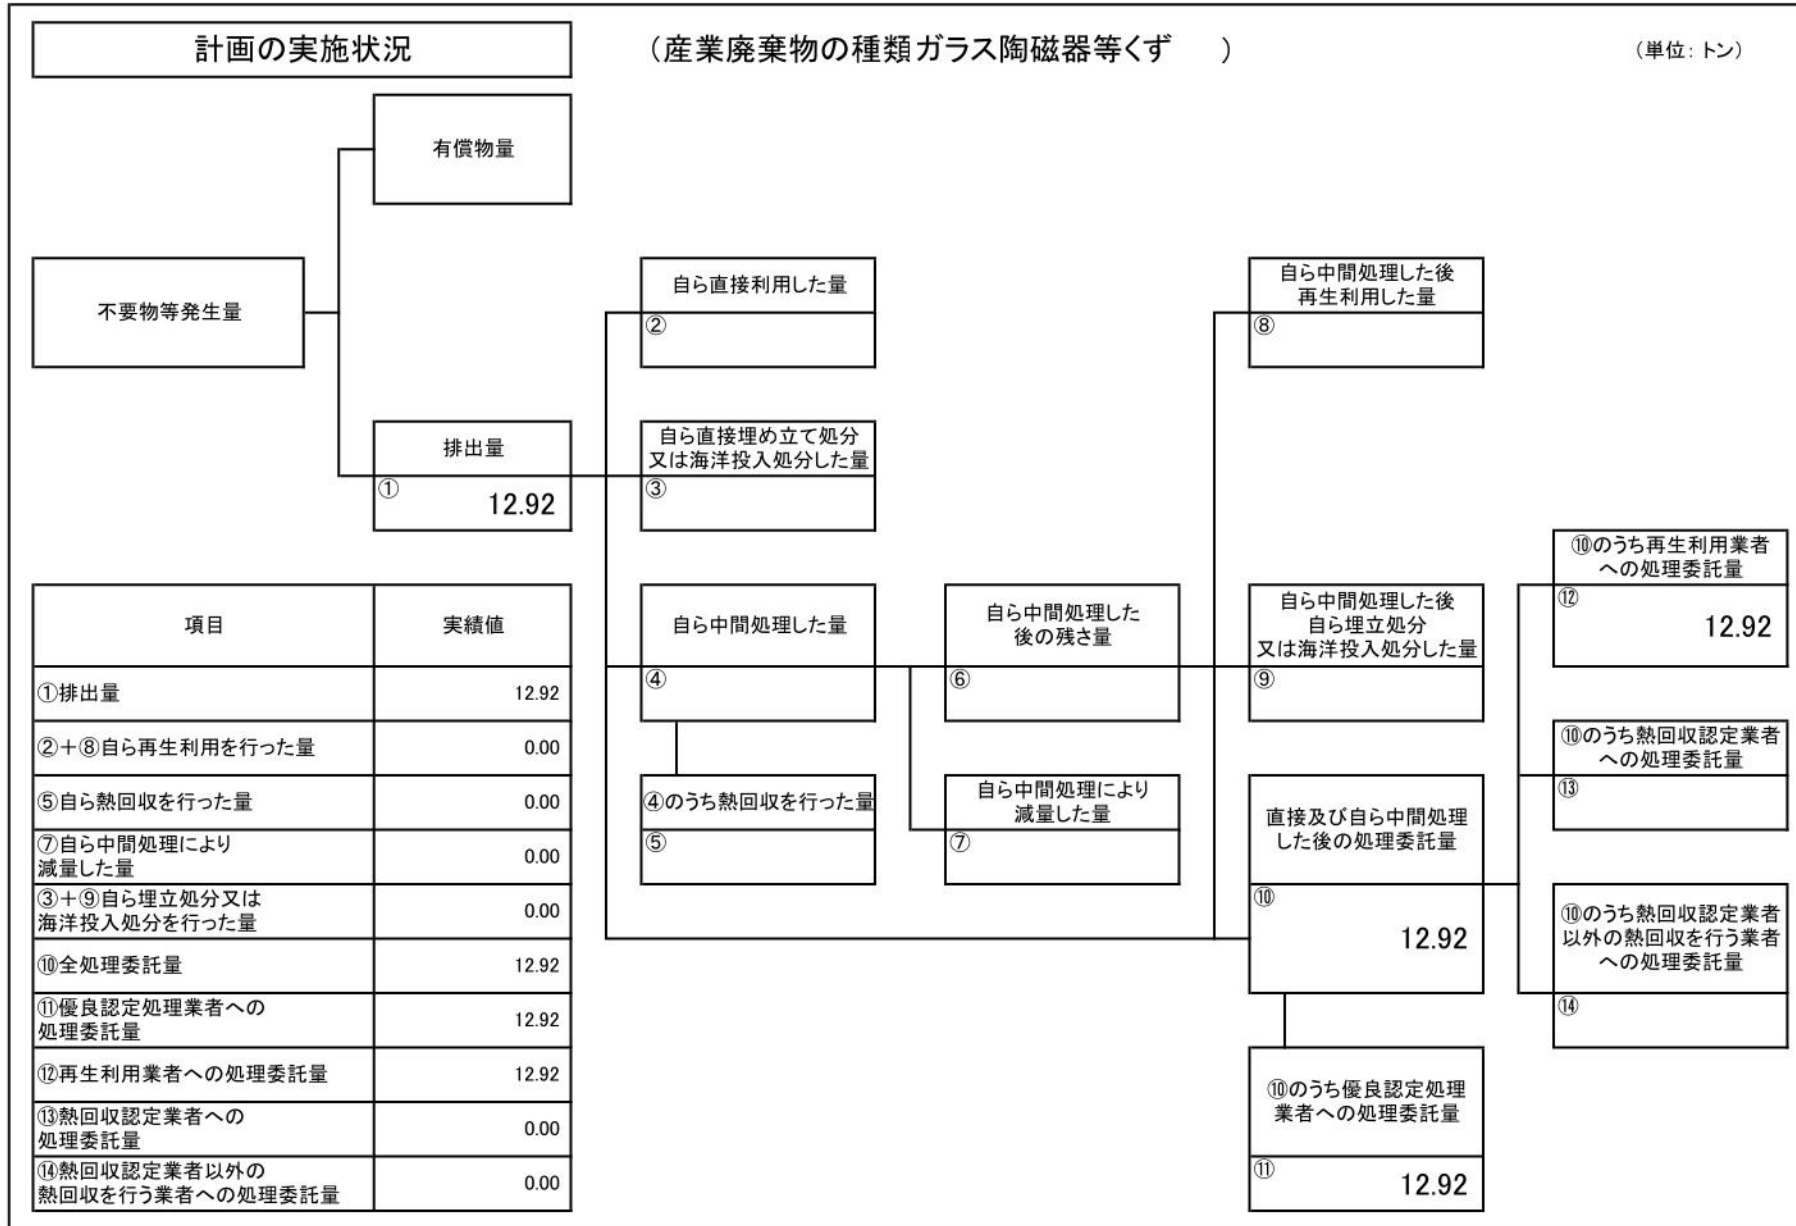 計画の実施状況
（産業廃棄物の種類ガラス陶磁器等くず　　）
（単位：トン）
有償物量
不要物等発生量
自ら直接利用した量
②
自ら中間処理した後
再生利用した量
⑧
排出量
①
12.92
自ら直接埋め立て処分
又は海洋投入処分した量
③
⑩のうち再生利用業者
への処理委託量
⑫
12.92
自ら中間処理した量
④
自ら中間処理した
後の残さ量
⑥
自ら中間処理した後
自ら埋立処分
又は海洋投入処分した量
⑨
⑩のうち熱回収認定業者
への処理委託量
⑬
④のうち熱回収を行った量
⑤
自ら中間処理により
減量した量
⑦
直接及び自ら中間処理
した後の処理委託量
⑩
12.92
⑩のうち熱回収認定業者
以外の熱回収を行う業者
への処理委託量
⑭
⑩のうち優良認定処理
業者への処理委託量
⑪
12.92
項目 実績値
①排出量 12.92
②＋⑧自ら再生利用を行った量 0.00
⑤自ら熱回収を行った量 0.00
⑦自ら中間処理により
減量した量 0.00
③＋⑨自ら埋立処分又は
海洋投入処分を行った量 0.00
⑩全処理委託量 12.92
⑪優良認定処理業者への
処理委託量 12.92
⑫再生利用業者への処理委託量 12.92
⑬熱回収認定業者への
処理委託量 0.00
⑭熱回収認定業者以外の
熱回収を行う業者への処理委託量 0.00